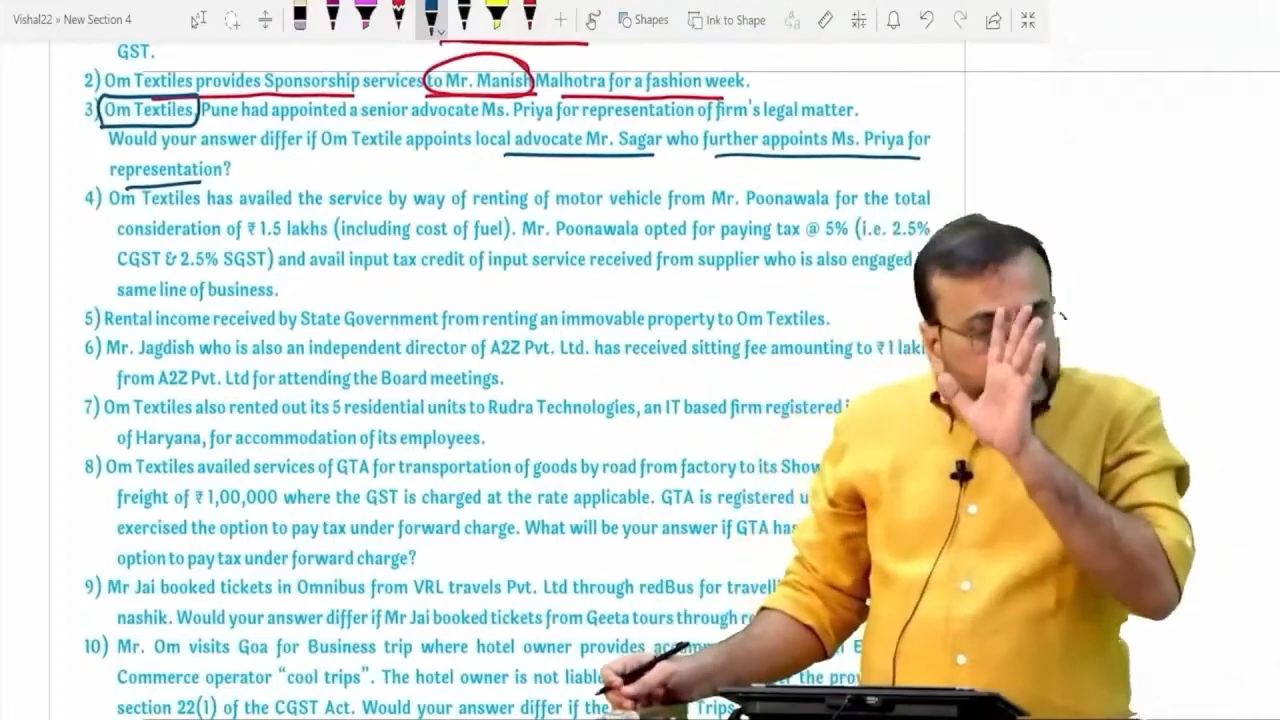 Vishal22 » New Section 4
Shapes
Ink to Shape
GST.
2) Om Textiles provides Sponsorship services to Mr. Manish Malhotra for a fashion week.
3) Om Textiles, Pune had appointed a senior advocate Ms. Priya for representation of firm's legal matter.
Would your answer differ if Om Textile appoints local advocate Mr. Sagar who further appoints Ms. Priya for
representation?
4) Om Textiles has availed the service by way of renting of motor vehicle from Mr. Poonawala for the total
consideration of ₹ 1.5 lakhs (including cost of fuel). Mr. Poonawala opted for paying tax @ 5% (i.e. 2.5%
CGST & 2.5% SGST) and avail input tax credit of input service received from supplier who is also engaged
same line of business.
5) Rental income received by State Government from renting an immovable property to Om Textiles.
6) Mr. Jagdish who is also an independent director of A2Z Pvt. Ltd. has received sitting fee amounting to ₹ 1
from A2Z Pvt. Ltd for attending the Board meetings.
7) Om Textiles also rented out its 5 residential units to Rudra Technologies, an IT based firm registered
of Haryana, for accommodation of its employees.
8) Om Textiles availed services of GTA for transportation of goods by road from factory to its
freight of ₹ 1,00,000 where the GST is charged at the rate applicable. GTA is registered
exercised the option to pay tax under forward charge. What will be your answer if GTA
option to pay tax under forward charge?
9) Mr Jai booked tickets in Omnibus from VRL travels Pvt. Ltd through redBus for
nashik. Would your answer differ if Mr Jai booked tickets from Geeta tours through
10) Mr. Om visits Goa for Business trip where hotel owner provides
Commerce operator “cool trips”. The hotel owner is not the
section 22(1) of the CGST Act. Would your answer differ if the Trips